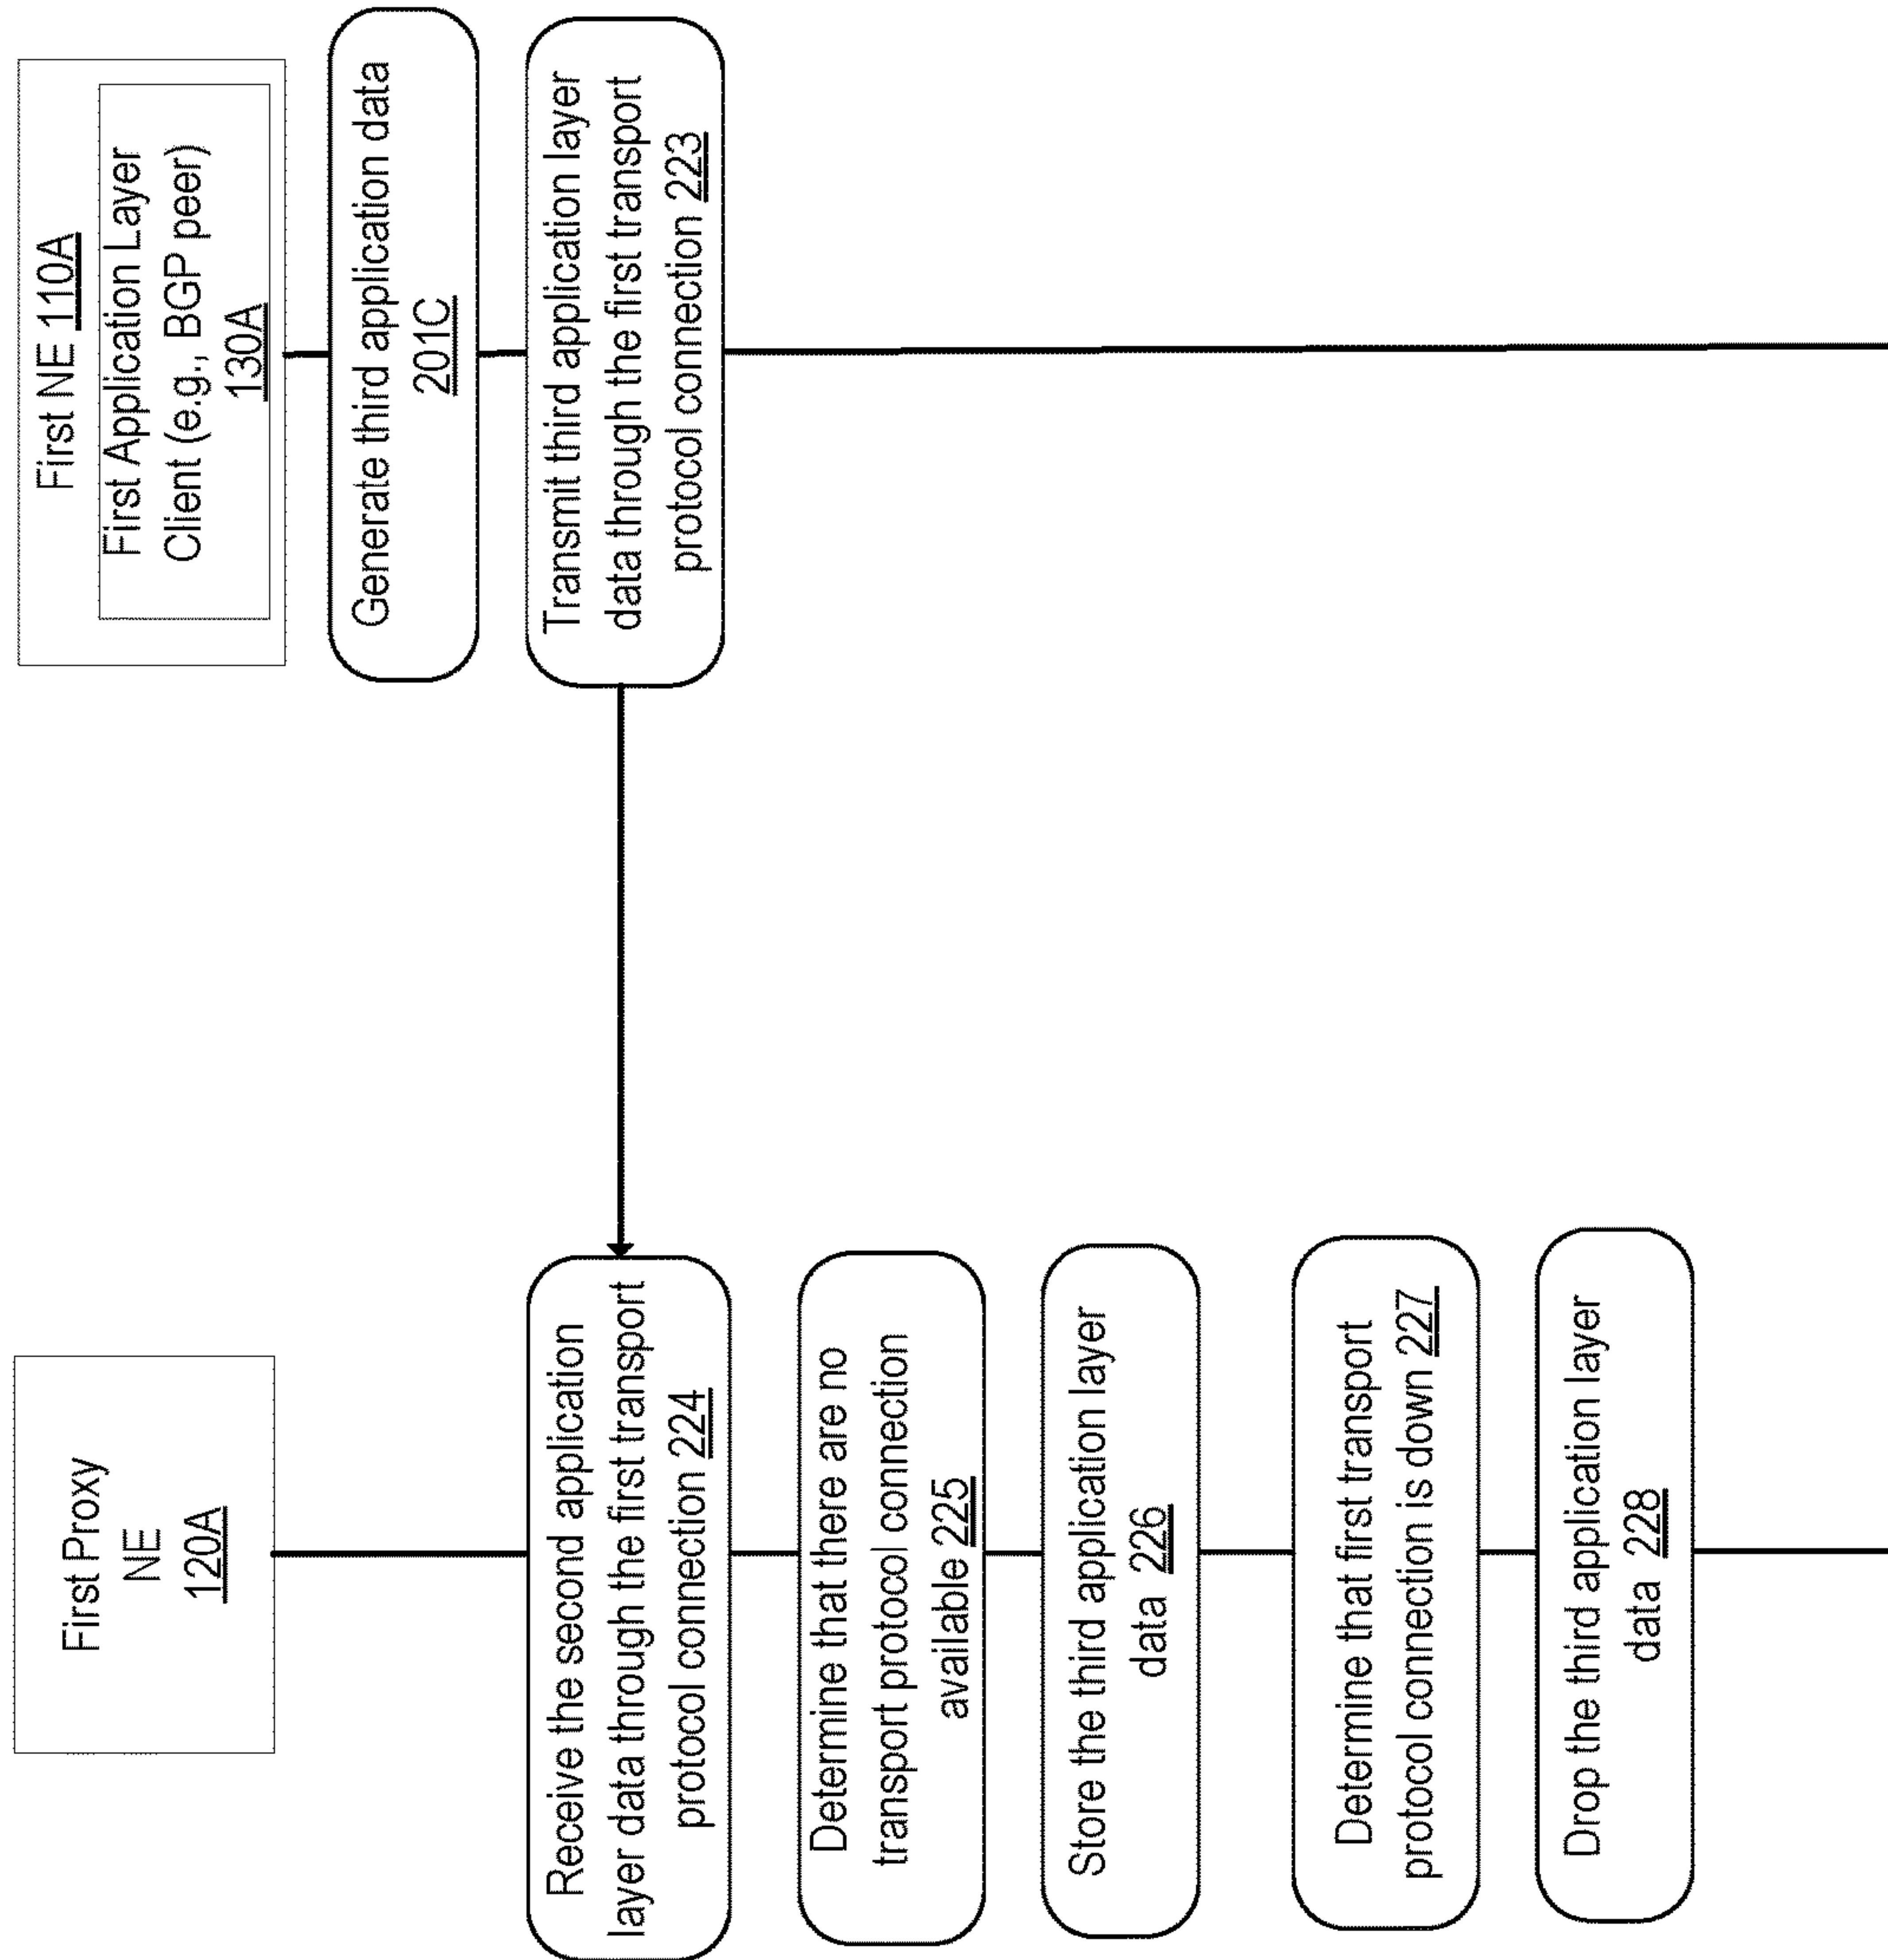 First Proxy
NE
120A
First NE 110A
First Application Layer
Client (e.g., BGP peer)
130A
Generate third application data
201C
Transmit third application layer
data through the first transport
protocol connection 223
Receive the second application
layer data through the first transport
protocol connection 224
Determine that there are no
transport protocol connection
available 225
Store the third application layer
data 226
Determine that first transport
protocol connection is down 227
Drop the third application layer
data 228